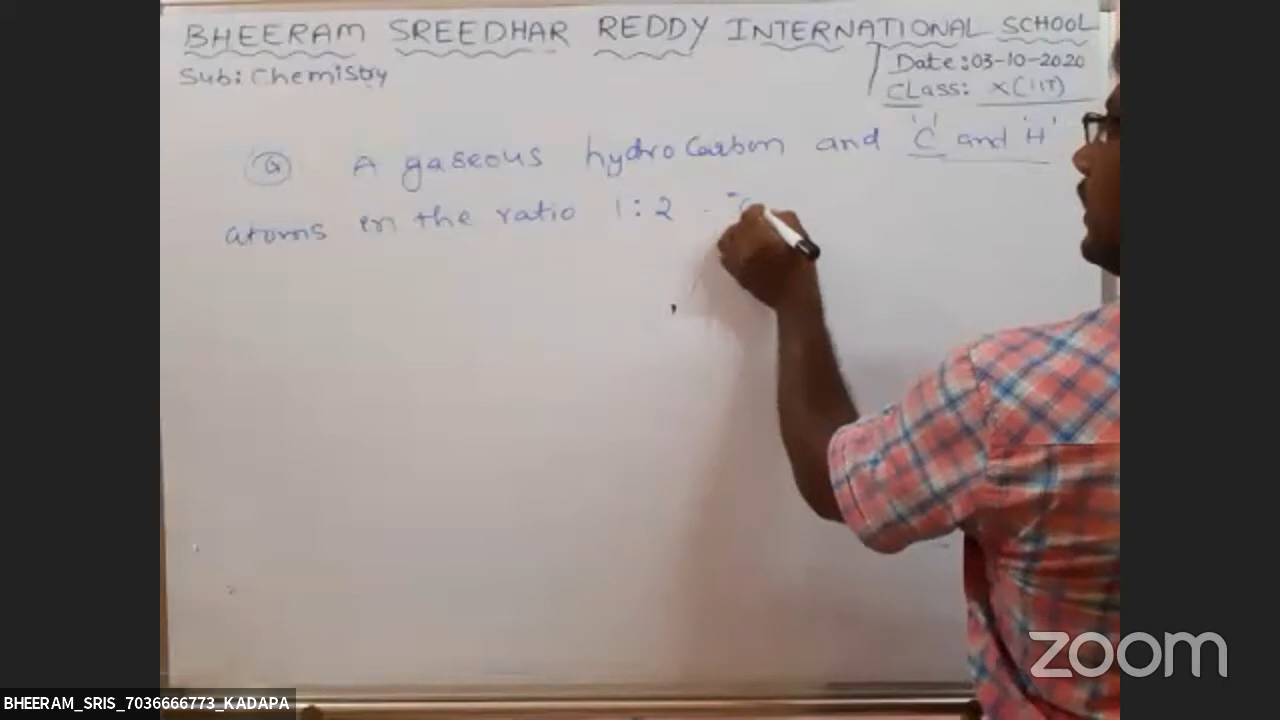 BHEERAM SREEDHAR REDDY INTERNATIONAL SCHOOL
Sub: Chemistry
Date: 03-10-2020
CLass: X(IIT)
Q A gaseous hydrocarbon and 'C' and 'H'
atoms in the ratio 1:2.
zoom
BHEERAM_SRIS_7036666773_KADAPA